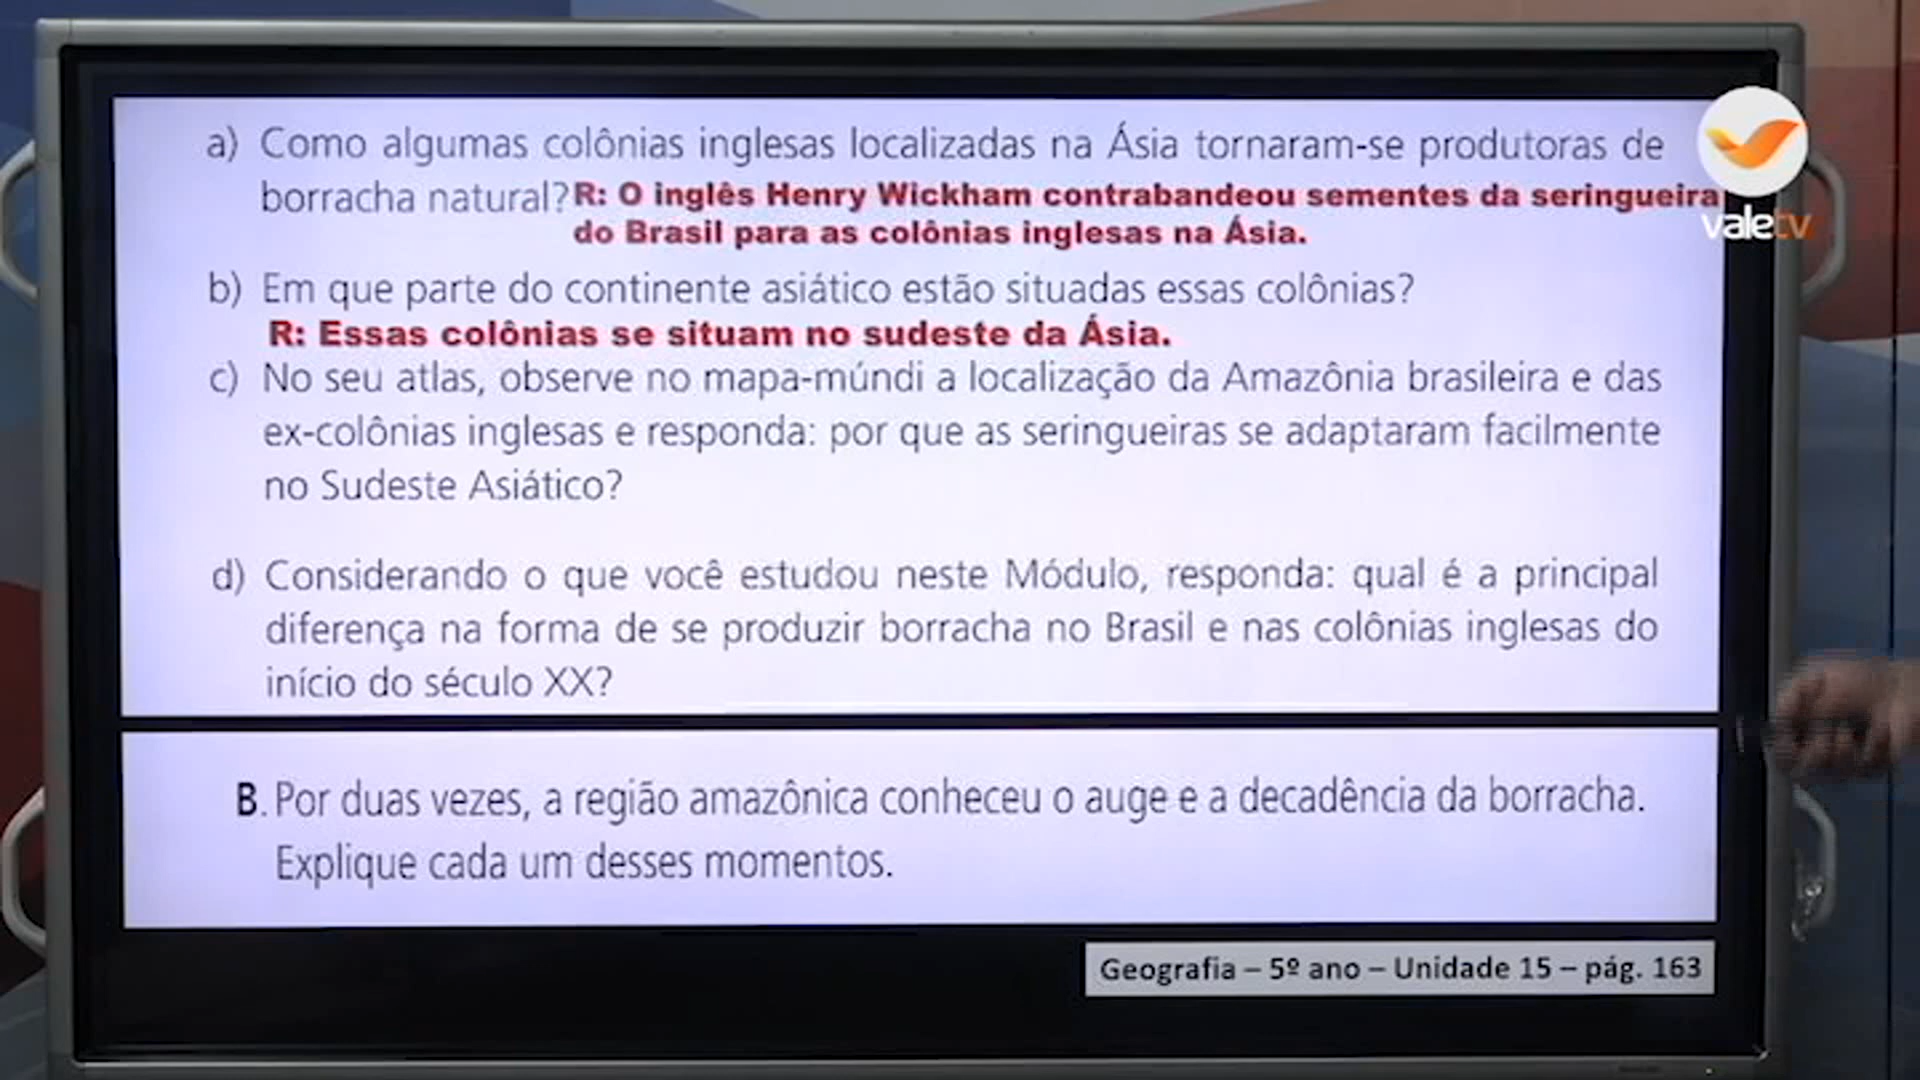 a) Como algumas colônias inglesas localizadas na Ásia tornaram-se produtoras de
borracha natural? R: O inglês Henry Wickham contrabandeou sementes da seringueira
do Brasil para as colônias inglesas na Ásia.
valetv
b) Em que parte do continente asiático estão situadas essas colônias?
R: Essas colônias se situam no sudeste da Ásia.
c) No seu atlas, observe no mapa-múndi a localização da Amazônia brasileira e das
ex-colônias inglesas e responda: por que as seringueiras se adaptaram facilmente
no Sudeste Asiático?
d) Considerando o que você estudou neste Módulo, responda: qual é a principal
diferença na forma de se produzir borracha no Brasil e nas colônias inglesas do
início do século XX?
B. Por duas vezes, a região amazônica conheceu o auge e a decadência da borracha.
Explique cada um desses momentos.
Geografia – 5º ano – Unidade 15 – pág. 163